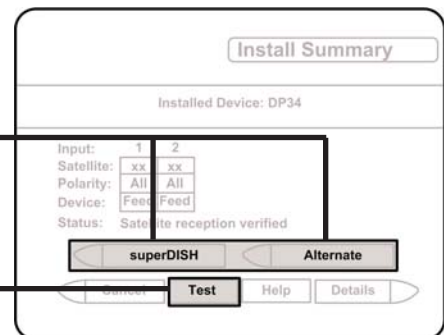 Install Summary
Installed Device: DP34
Input: 1 2
Satellite: xx xx
Polarity: All All
Device: Feed Feed
Status: Satellite reception verified
superDISH Alternate
Cancel Test Help Details